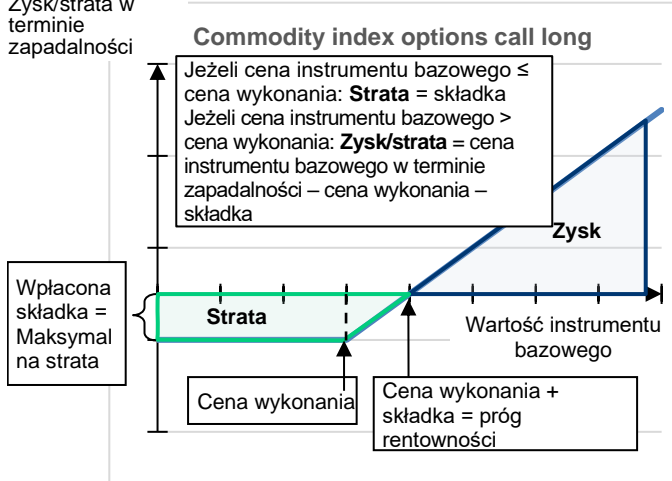 Zysk/strata w
terminie
zapadalności
Commodity index options call long
Jeżeli cena instrumentu bazowego ≤
cena wykonania: Strata = składka
Jeżeli cena instrumentu bazowego >
cena wykonania: Zysk/strata = cena
instrumentu bazowego w terminie
zapadalności – cena wykonania –
składka
Zysk
Wpłacona
składka =
Maksymal
na strata
Strata
Wartość instrumentu
bazowego
Cena wykonania
Cena wykonania +
składka = próg
rentowności